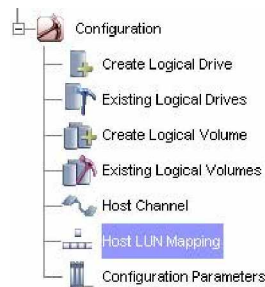 Configuration
Create Logical Drive
Existing Logical Drives
Create Logical Volume
Existing Logical Volumes
Host Channel
Host LUN Mapping
Configuration Parameters